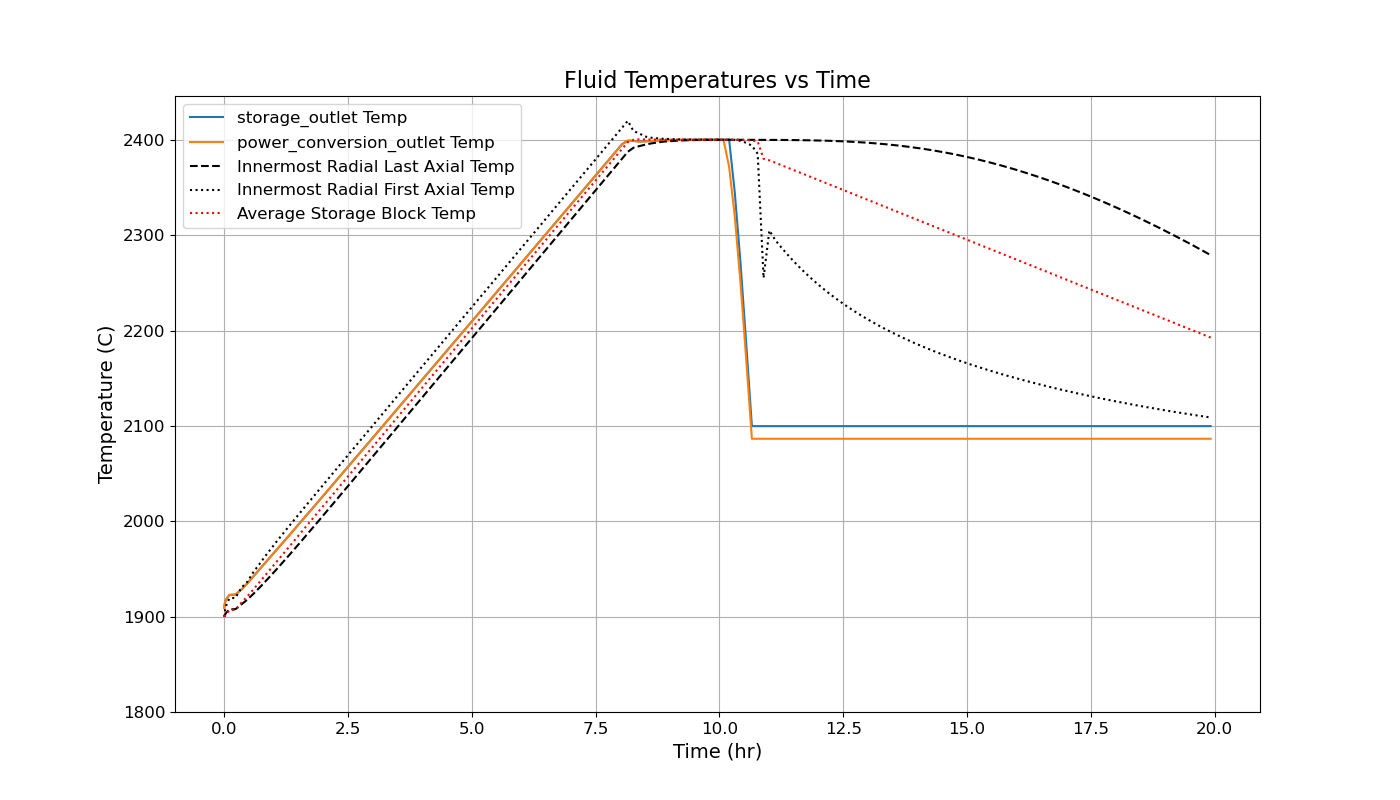 Fluid Temperatures vs Time
storage_outlet Temp
power_conversion_outlet Temp
Innermost Radial Last Axial Temp
Innermost Radial First Axial Temp
Average Storage Block Temp
Temperature (C)
2400
2300
2200
2100
2000
1900
1800
0.0 2.5 5.0 7.5 10.0 12.5 15.0 17.5 20.0
Time (hr)